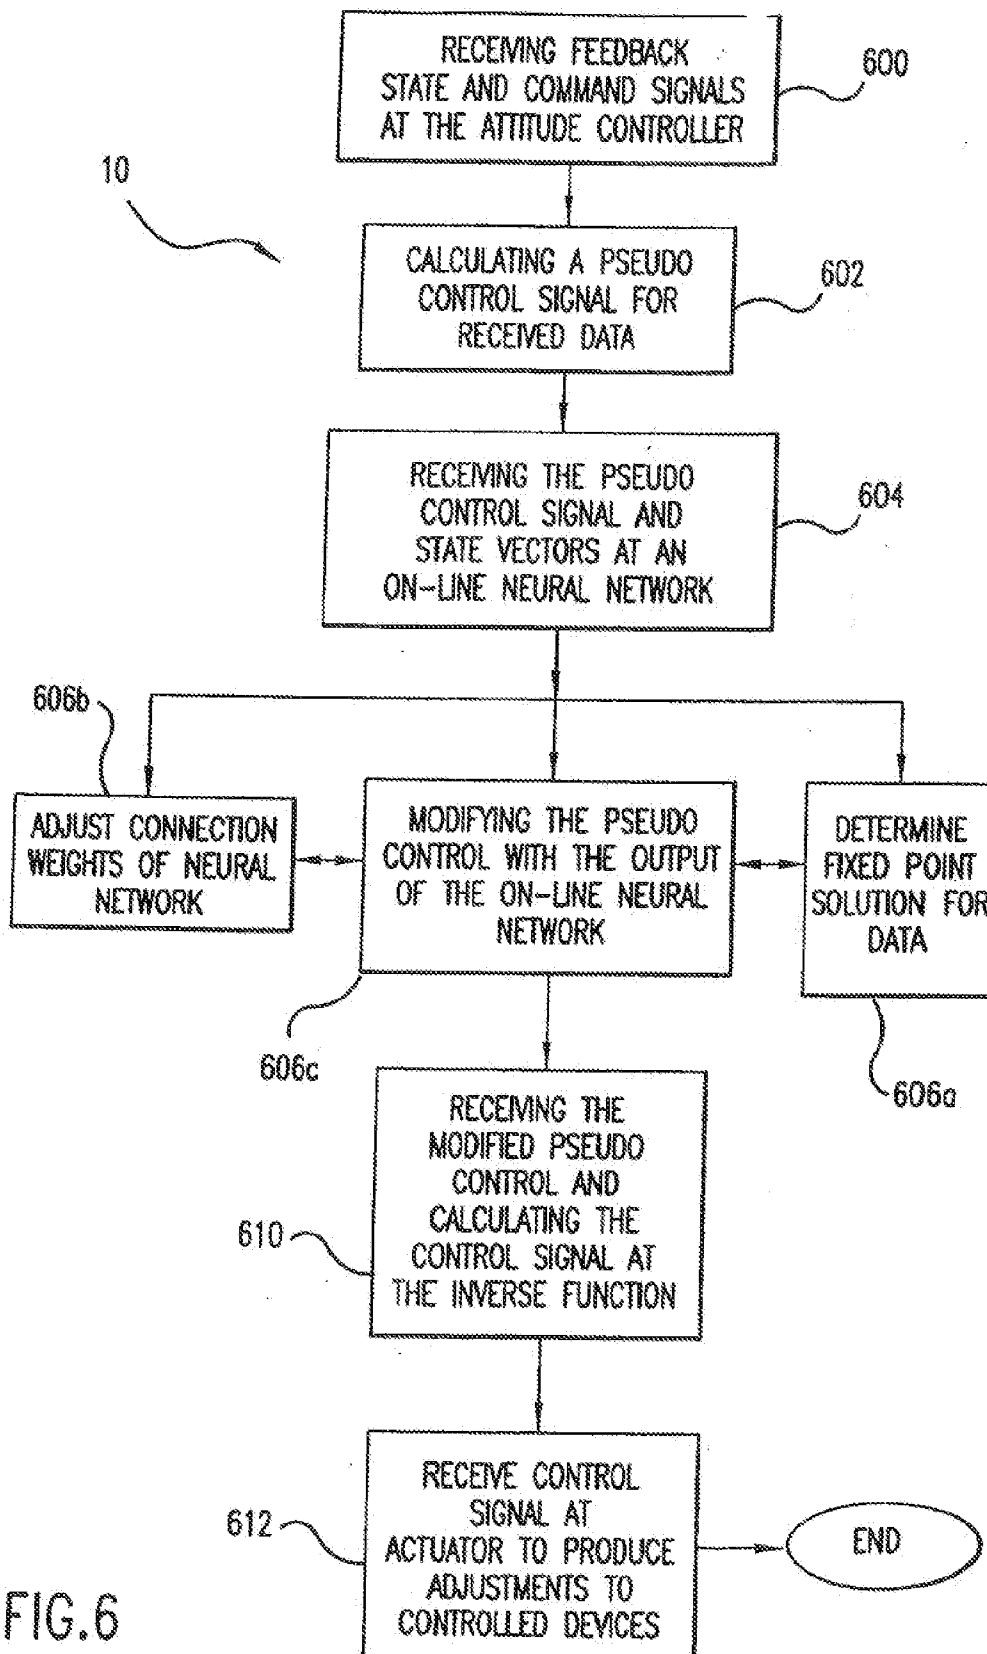 RECEIVING FEEDBACK
STATE AND COMMAND SIGNALS
AT THE ATTITUDE CONTROLLER
600
10
CALCULATING A PSEUDO
CONTROL SIGNAL FOR
RECEIVED DATA
602
RECEIVING THE PSEUDO
CONTROL SIGNAL AND
STATE VECTORS AT AN
ON-LINE NEURAL NETWORK
604
606b
ADJUST CONNECTION
WEIGHTS OF NEURAL
NETWORK
MODIFYING THE PSEUDO
CONTROL WITH THE OUTPUT
OF THE ON-LINE NEURAL
NETWORK
DETERMINE
FIXED POINT
SOLUTION FOR
DATA
606c
606a
RECEIVING THE
MODIFIED PSEUDO
CONTROL AND
CALCULATING THE
CONTROL SIGNAL AT
THE INVERSE FUNCTION
610
RECEIVE CONTROL
SIGNAL AT
ACTUATOR TO PRODUCE
ADJUSTMENTS TO
CONTROLLED DEVICES
612
END
FIG.6